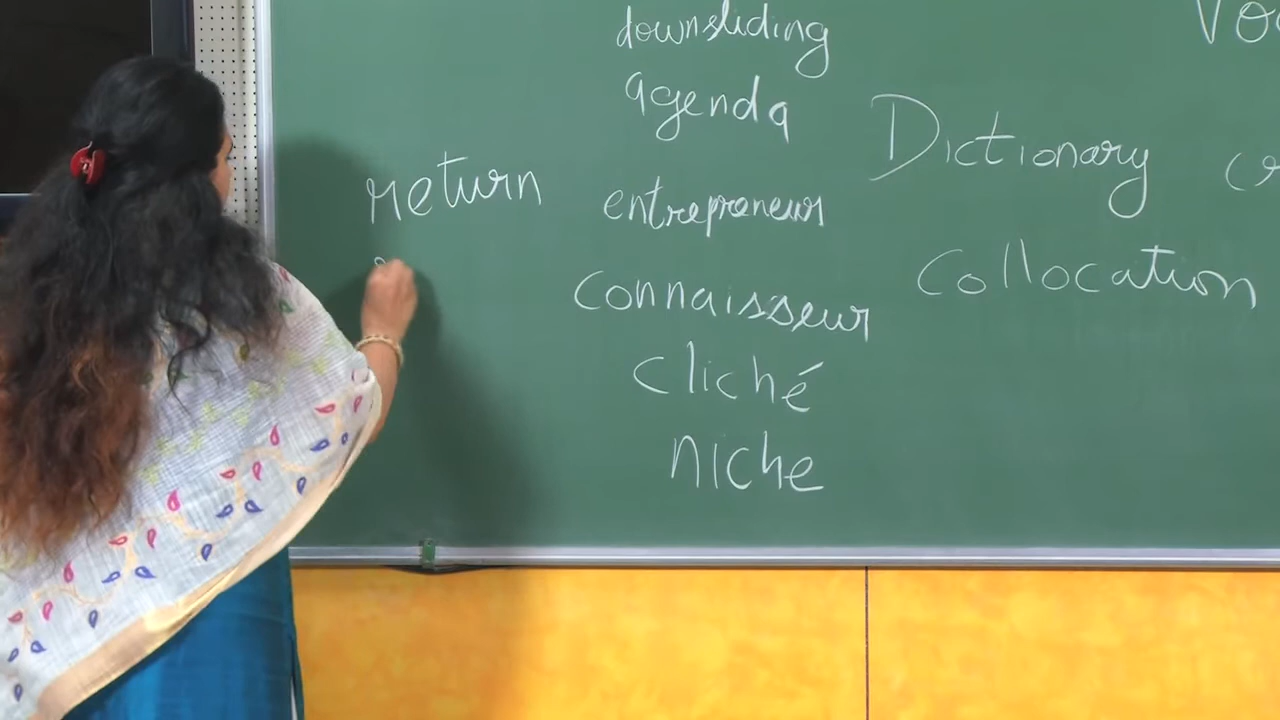 return
downsliding
agenda
entrepreneur
connaisseur
cliché
niche
Dictionary
Collocation